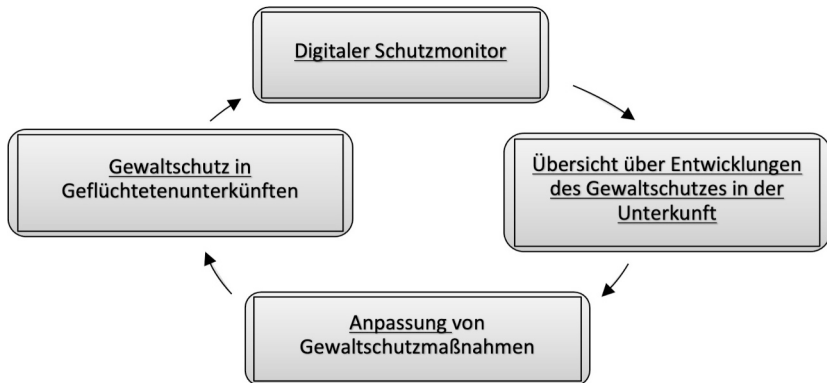 Digitaler Schutzmonitor
Gewaltschutz in
Geflüchtetenunterkünften
Übersicht über Entwicklungen
des Gewaltschutzes in der
Unterkunft
Anpassung von
Gewaltschutzmaßnahmen